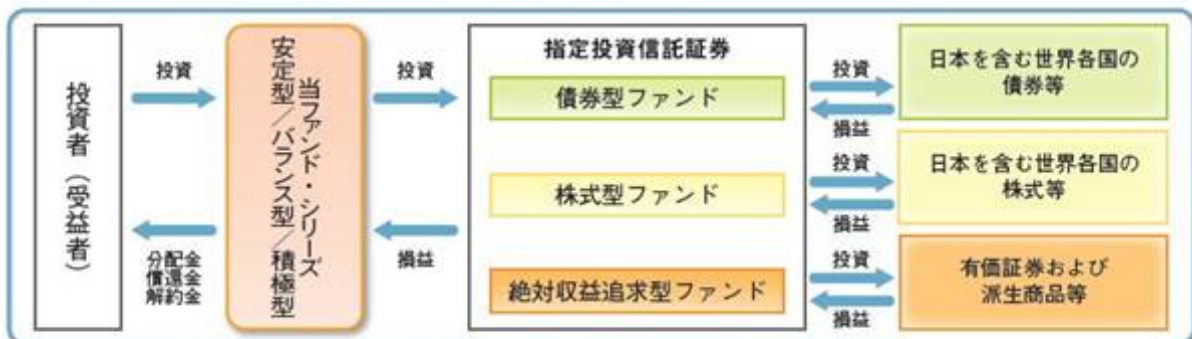 投資者（受益者）
投資
分配金
償還金
解約金
当ファンド・シリーズ
安定型／バランス型／積極型
投資
損益
指定投資信託証券
債券型ファンド
株式型ファンド
絶対収益追求型ファンド
投資
損益
投資
損益
投資
損益
日本を含む世界各国の
債券等
日本を含む世界各国の
株式等
有価証券および
派生商品等